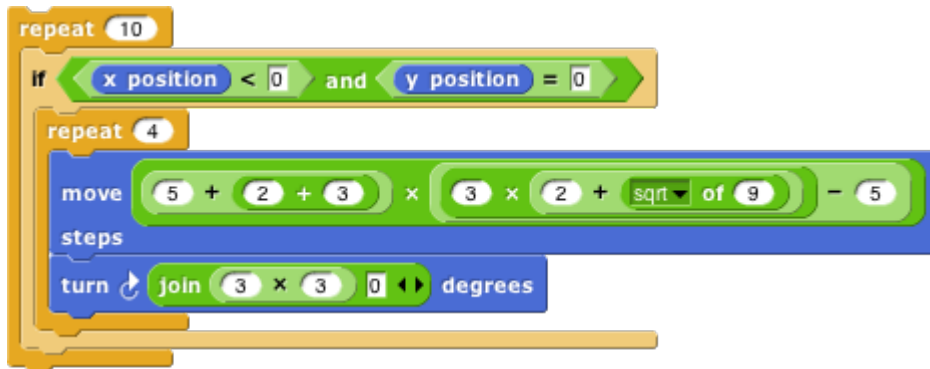 repeat 10
if x position < 0 and y position = 0
repeat 4
move 5 + 2 + 3 × 3 × 2 + sqrt of 9 - 5
steps
turn join 3 × 3 0 degrees